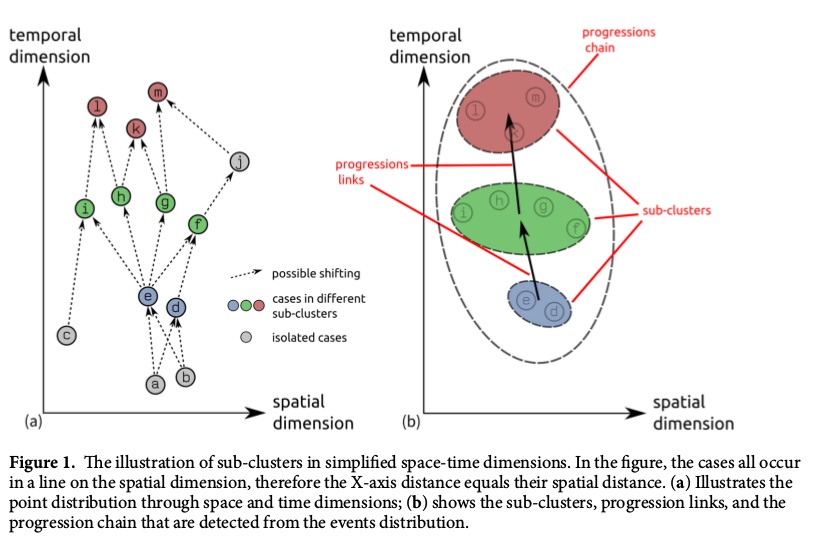 temporal
dimension
l
m
k
j
h
i
g
f
e
d
c
b
a
possible shifting
cases in different
sub-clusters
isolated cases
spatial
dimension
(a)
temporal
dimension
progressions
chain
m
l
k
progressions
links
h
g
i
f
sub-clusters
e
d
spatial
dimension
(b)
Figure 1. The illustration of sub-clusters in simplified space-time dimensions. In the figure, the cases all occur
in a line on the spatial dimension, therefore the X-axis distance equals their spatial distance. (a) Illustrates the
point distribution through space and time dimensions; (b) shows the sub-clusters, progression links, and the
progression chain that are detected from the events distribution.